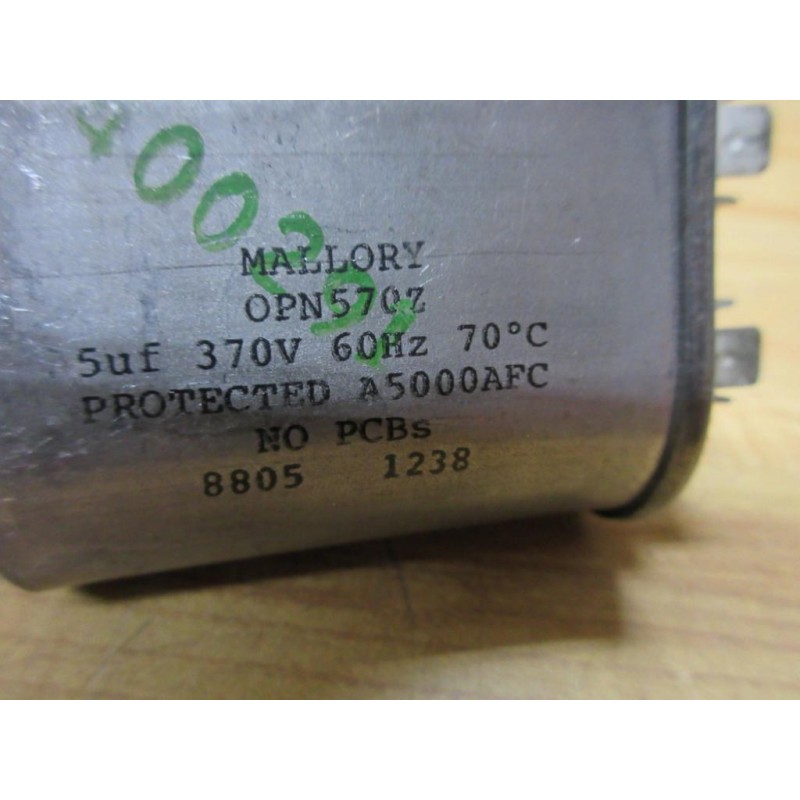 MALLORY
OPN570Z
5uf 370V 60Hz 70°C
PROTECTED A5000AFC
NO PCBs
8805 1238